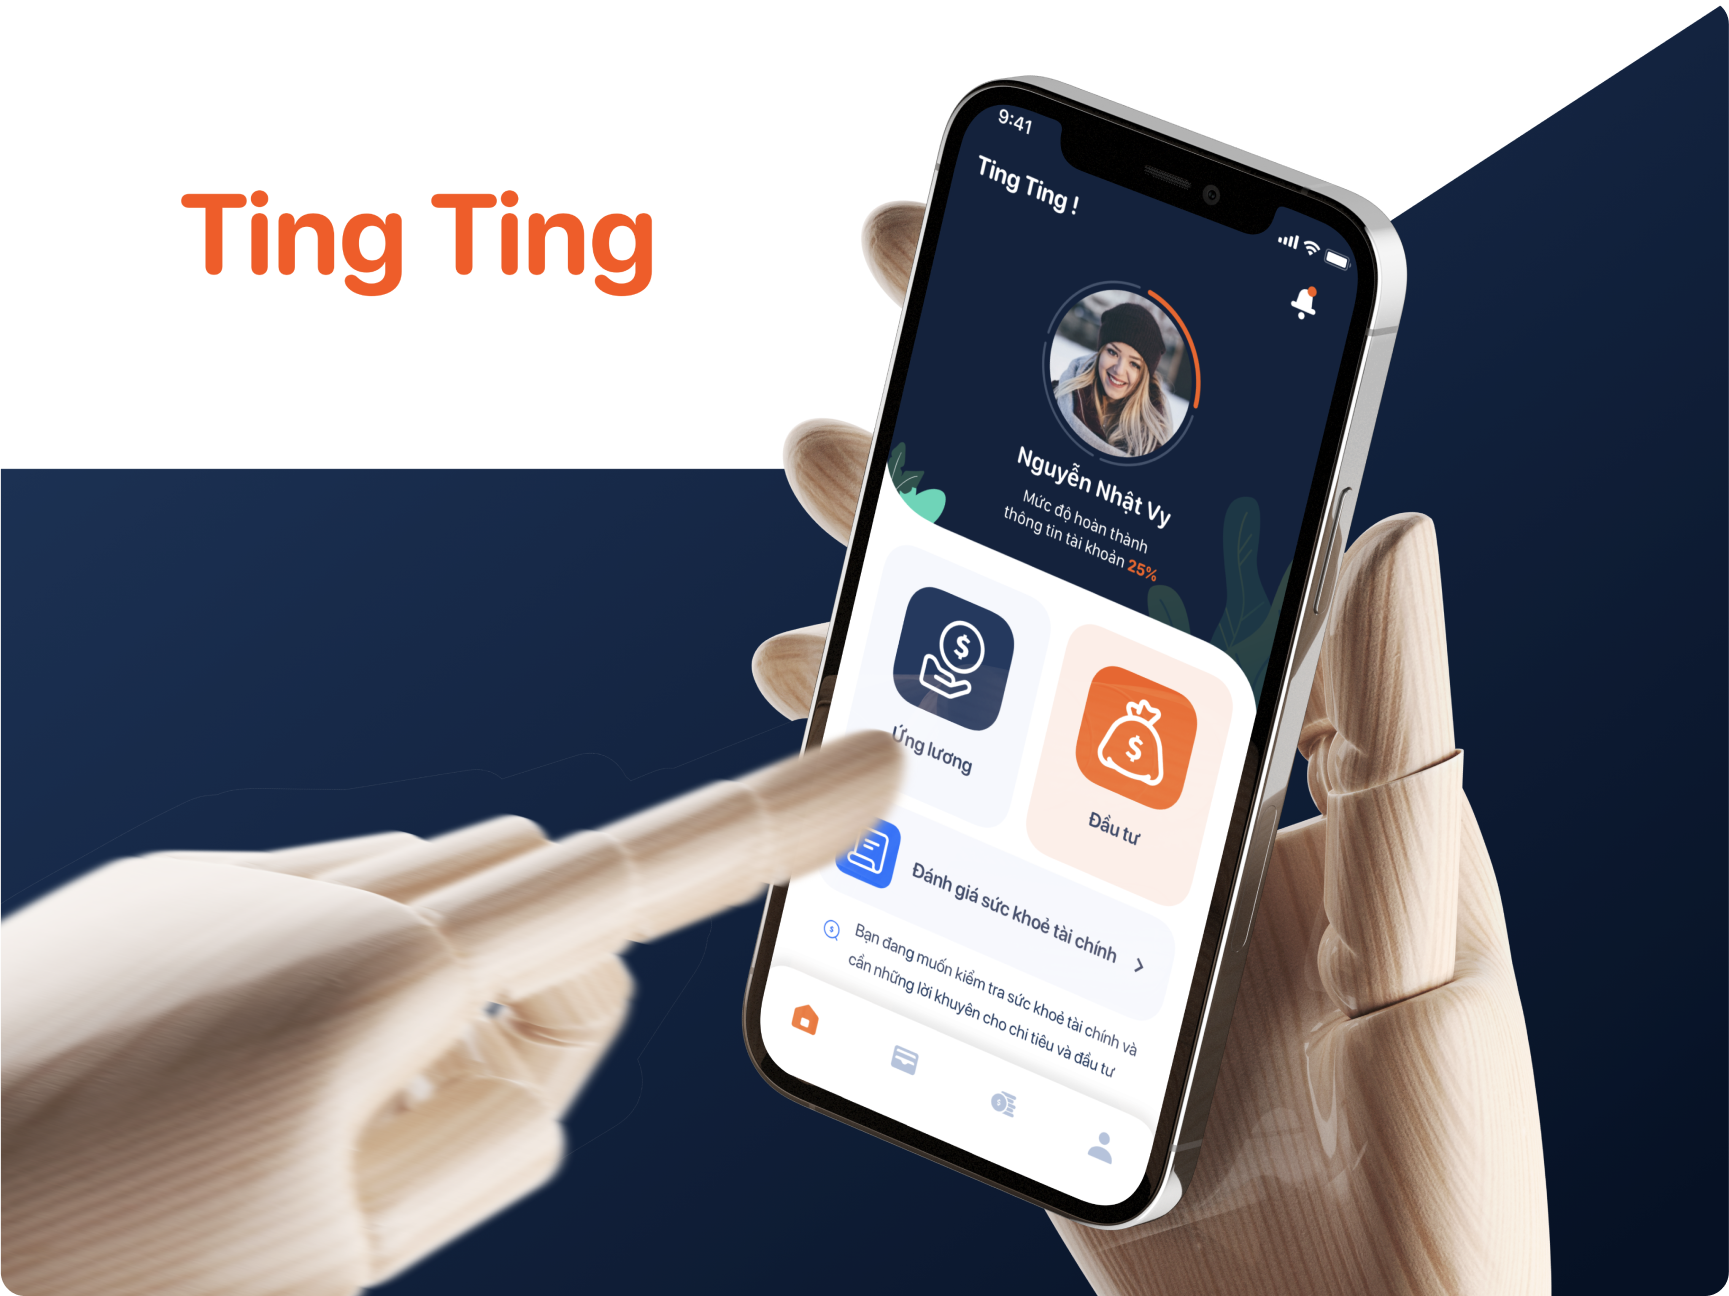 Ting Ting
9:41
Ting Ting !
Nguyễn Nhật Vy
Mức độ hoàn thành
thông tin tài khoản 25%
Ứng lương
Đầu tư
Đánh giá sức khoẻ tài chính
Bạn đang muốn kiểm tra sức khoẻ tài chính và
cần những lời khuyên cho chi tiêu và đầu tư